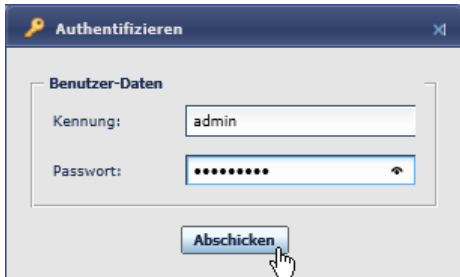 Authentifizieren
Benutzer-Daten
Kennung: admin
Passwort: •••••••••
Abschicken